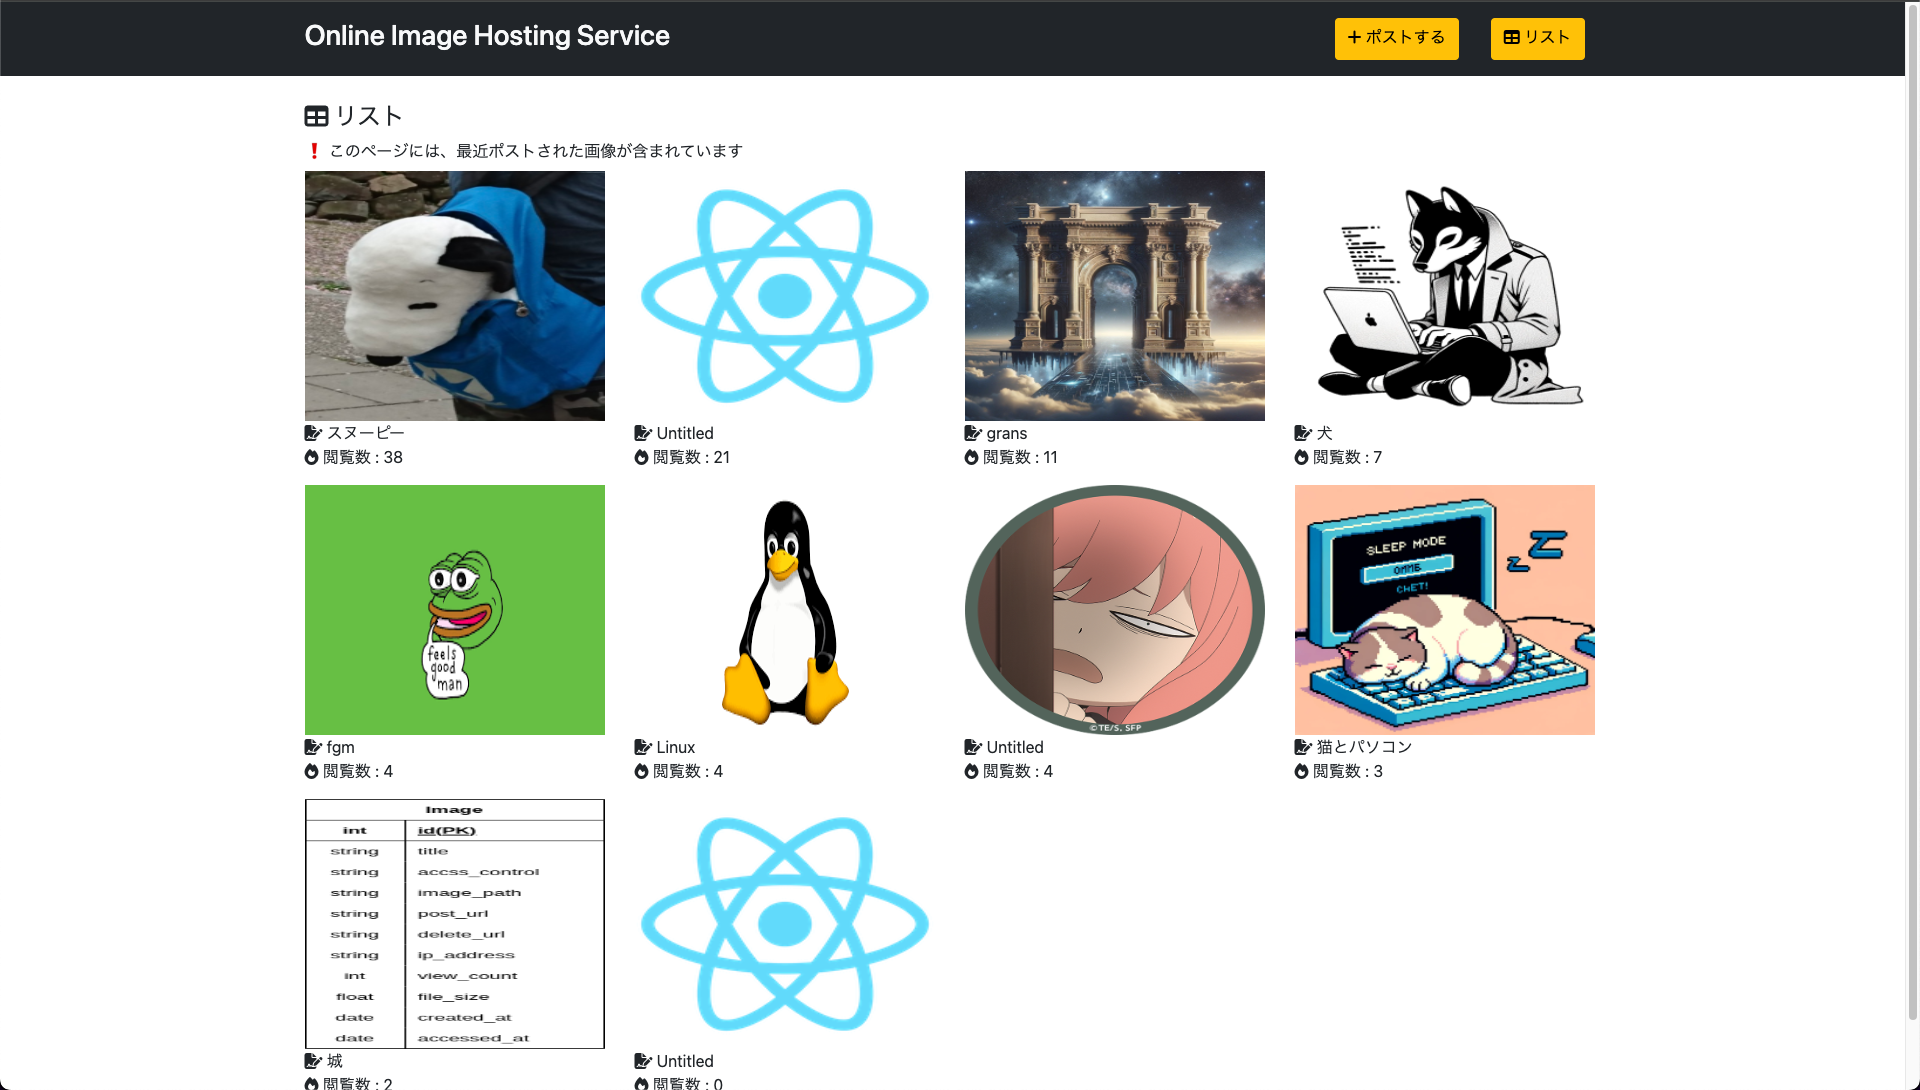 Online Image Hosting Service
ポストする
リスト
リスト
このページには、最近ポストされた画像が含まれています
スヌーピー
閲覧数 : 38
Untitled
閲覧数 : 21
grans
閲覧数 : 11
犬
閲覧数 : 7
feels
good
man
fgm
閲覧数 : 4
Linux
閲覧数 : 4
©TE/S, SFP
Untitled
閲覧数 : 4
SLEEP MODE
CHET!
猫とパソコン
閲覧数 : 3
Image
int id(PK)
string title
string accss_control
string image_path
string post_url
string delete_url
string ip_address
int view_count
float file_size
date created_at
date accessed_at
城
閲覧数 : 2
Untitled
閲覧数 : 0